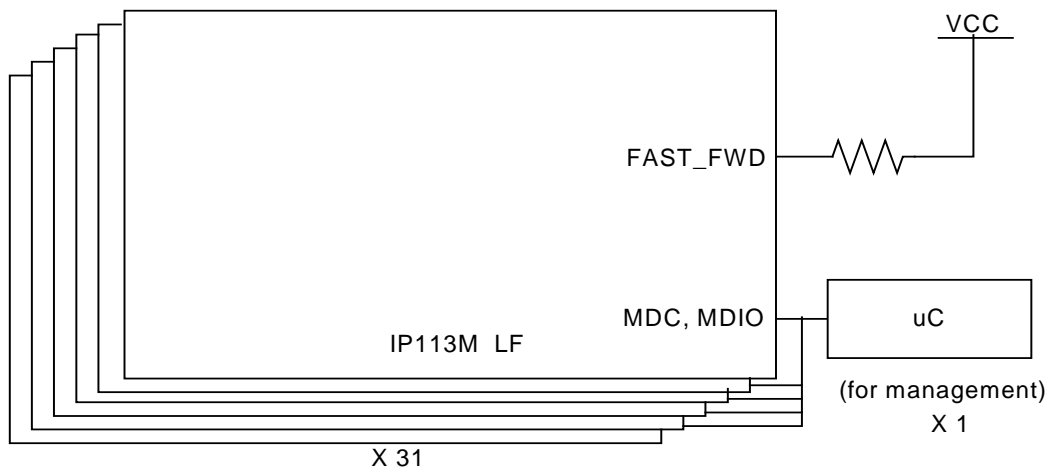 VCC
FAST_FWD
MDC, MDIO
uC
IP113M LF
(for management)
X 1
X 31